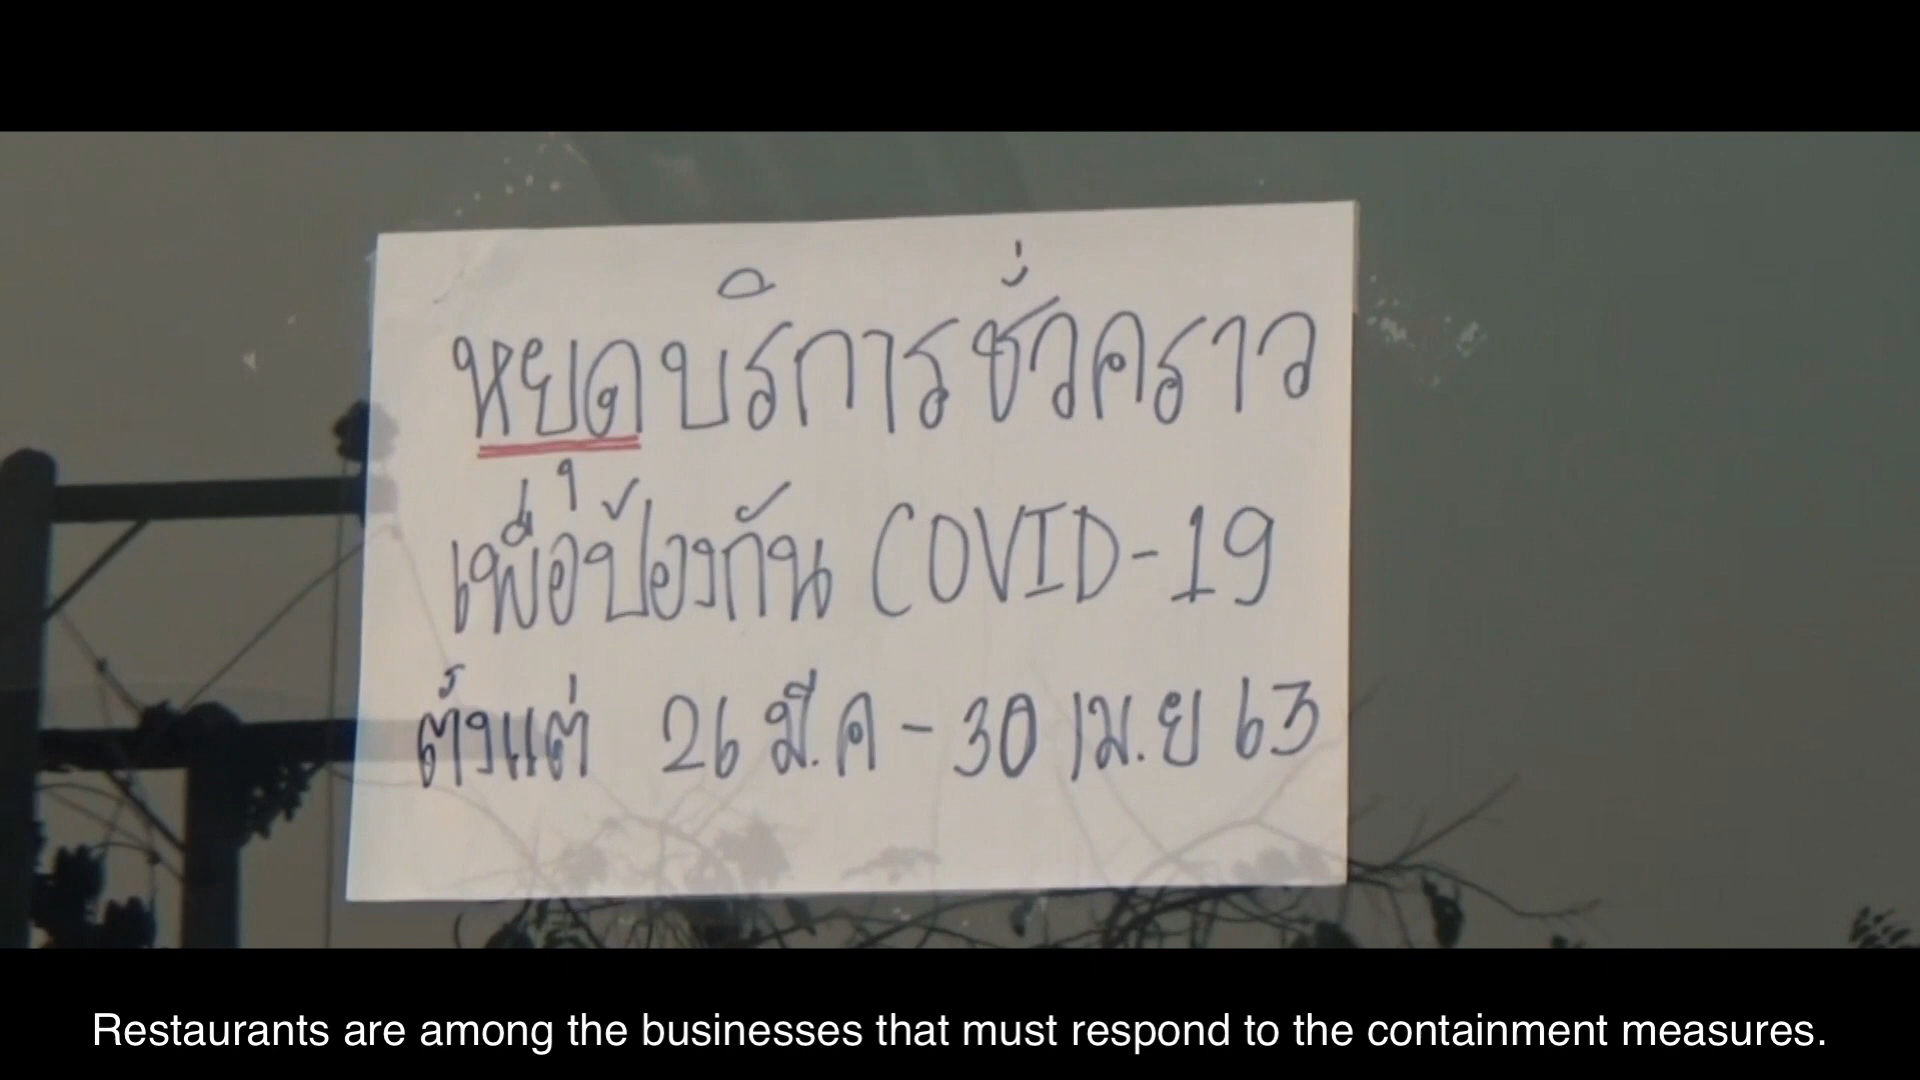 หยุดบริการชั่วคราว
เพื่อป้องกัน COVID-19
ตั้งแต่ 26 มี.ค - 30 เม.ย 63
Restaurants are among the businesses that must respond to the containment measures.